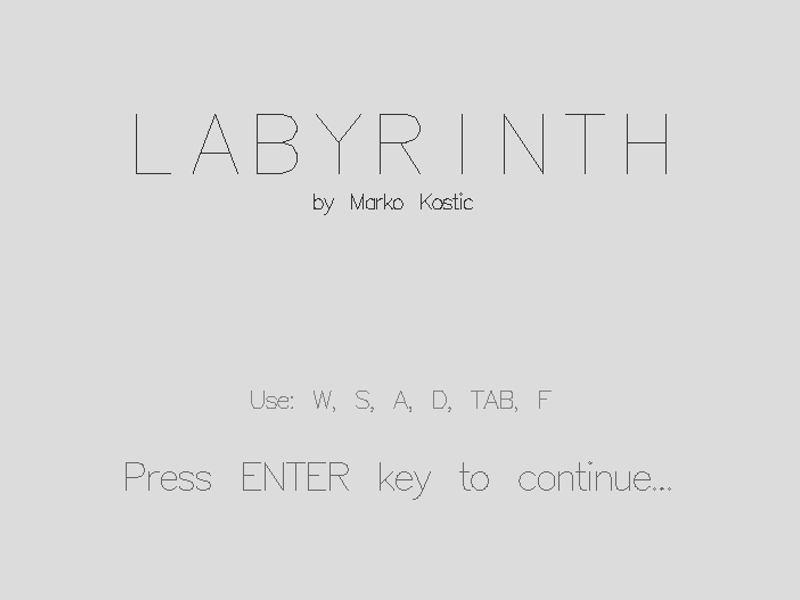 LABYRINTH
by Marko Kostic
Use: W, S, A, D, TAB, F
Press ENTER key to continue...